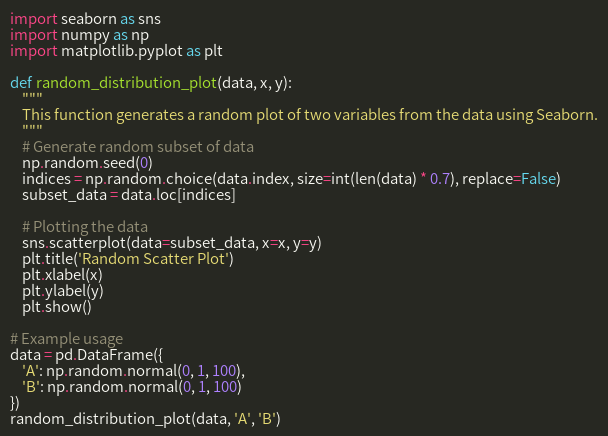 import seaborn as sns
import numpy as np
import matplotlib.pyplot as plt

def random_distribution_plot(data, x, y):
    """
    This function generates a random plot of two variables from the data using Seaborn.
    """
    # Generate random subset of data
    np.random.seed(0)
    indices = np.random.choice(data.index, size=int(len(data) * 0.7), replace=False)
    subset_data = data.loc[indices]

    # Plotting the data
    sns.scatterplot(data=subset_data, x=x, y=y)
    plt.title('Random Scatter Plot')
    plt.xlabel(x)
    plt.ylabel(y)
    plt.show()

# Example usage
data = pd.DataFrame({
    'A': np.random.normal(0, 1, 100),
    'B': np.random.normal(0, 1, 100)
})
random_distribution_plot(data, 'A', 'B')